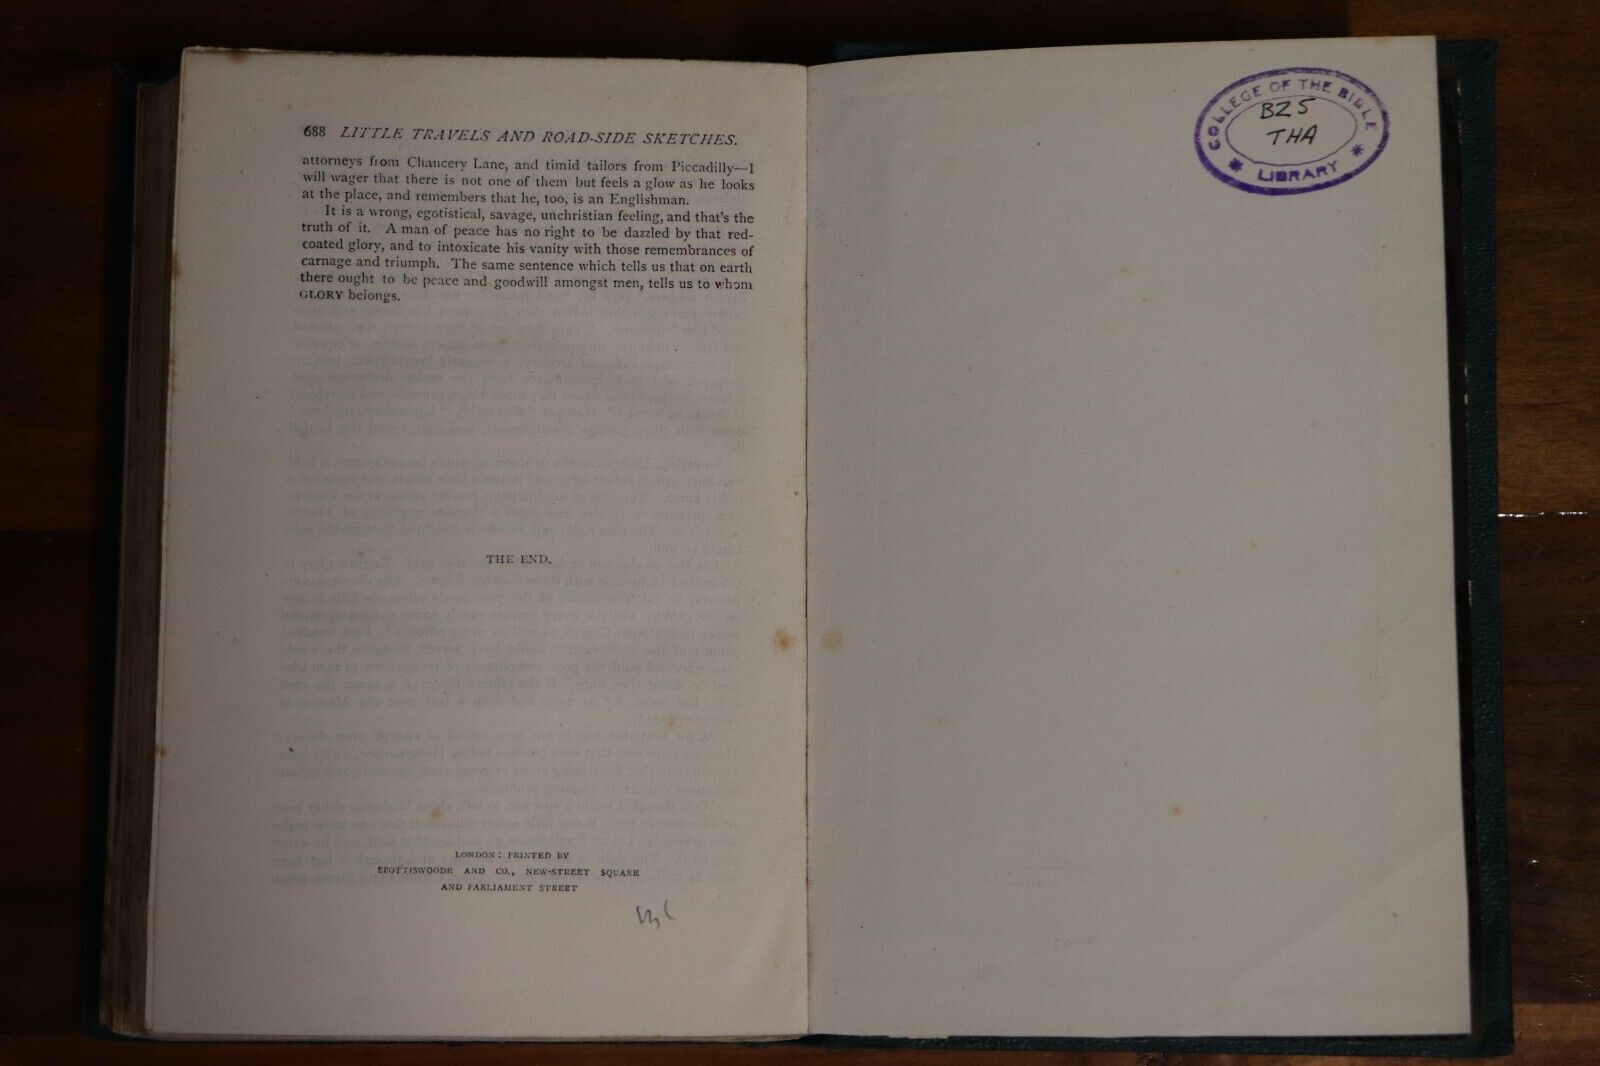 688 LITTLE TRAVELS AND ROAD-SIDE SKETCHES.
attorneys from Chancery Lane, and timid tailors from Piccadilly—I
will wager that there is not one of them but feels a glow as he looks
at the place, and remembers that he, too, is an Englishman.
It is a wrong, egotistical, savage, unchristian feeling, and that's the
truth of it. A man of peace has no right to be dazzled by that red-
coated glory, and to intoxicate his vanity with those remembrances of
carnage and triumph. The same sentence which tells us that on earth
there ought to be peace and goodwill amongst men, tells us to whom
GLORY belongs.
THE END.
LONDON: PRINTED BY
SPOTTISWOODE AND CO., NEW-STREET SQUARE
AND PARLIAMENT STREET
COLLEGE OF THE BIBLE
BZ5
THA
* LIBRARY *